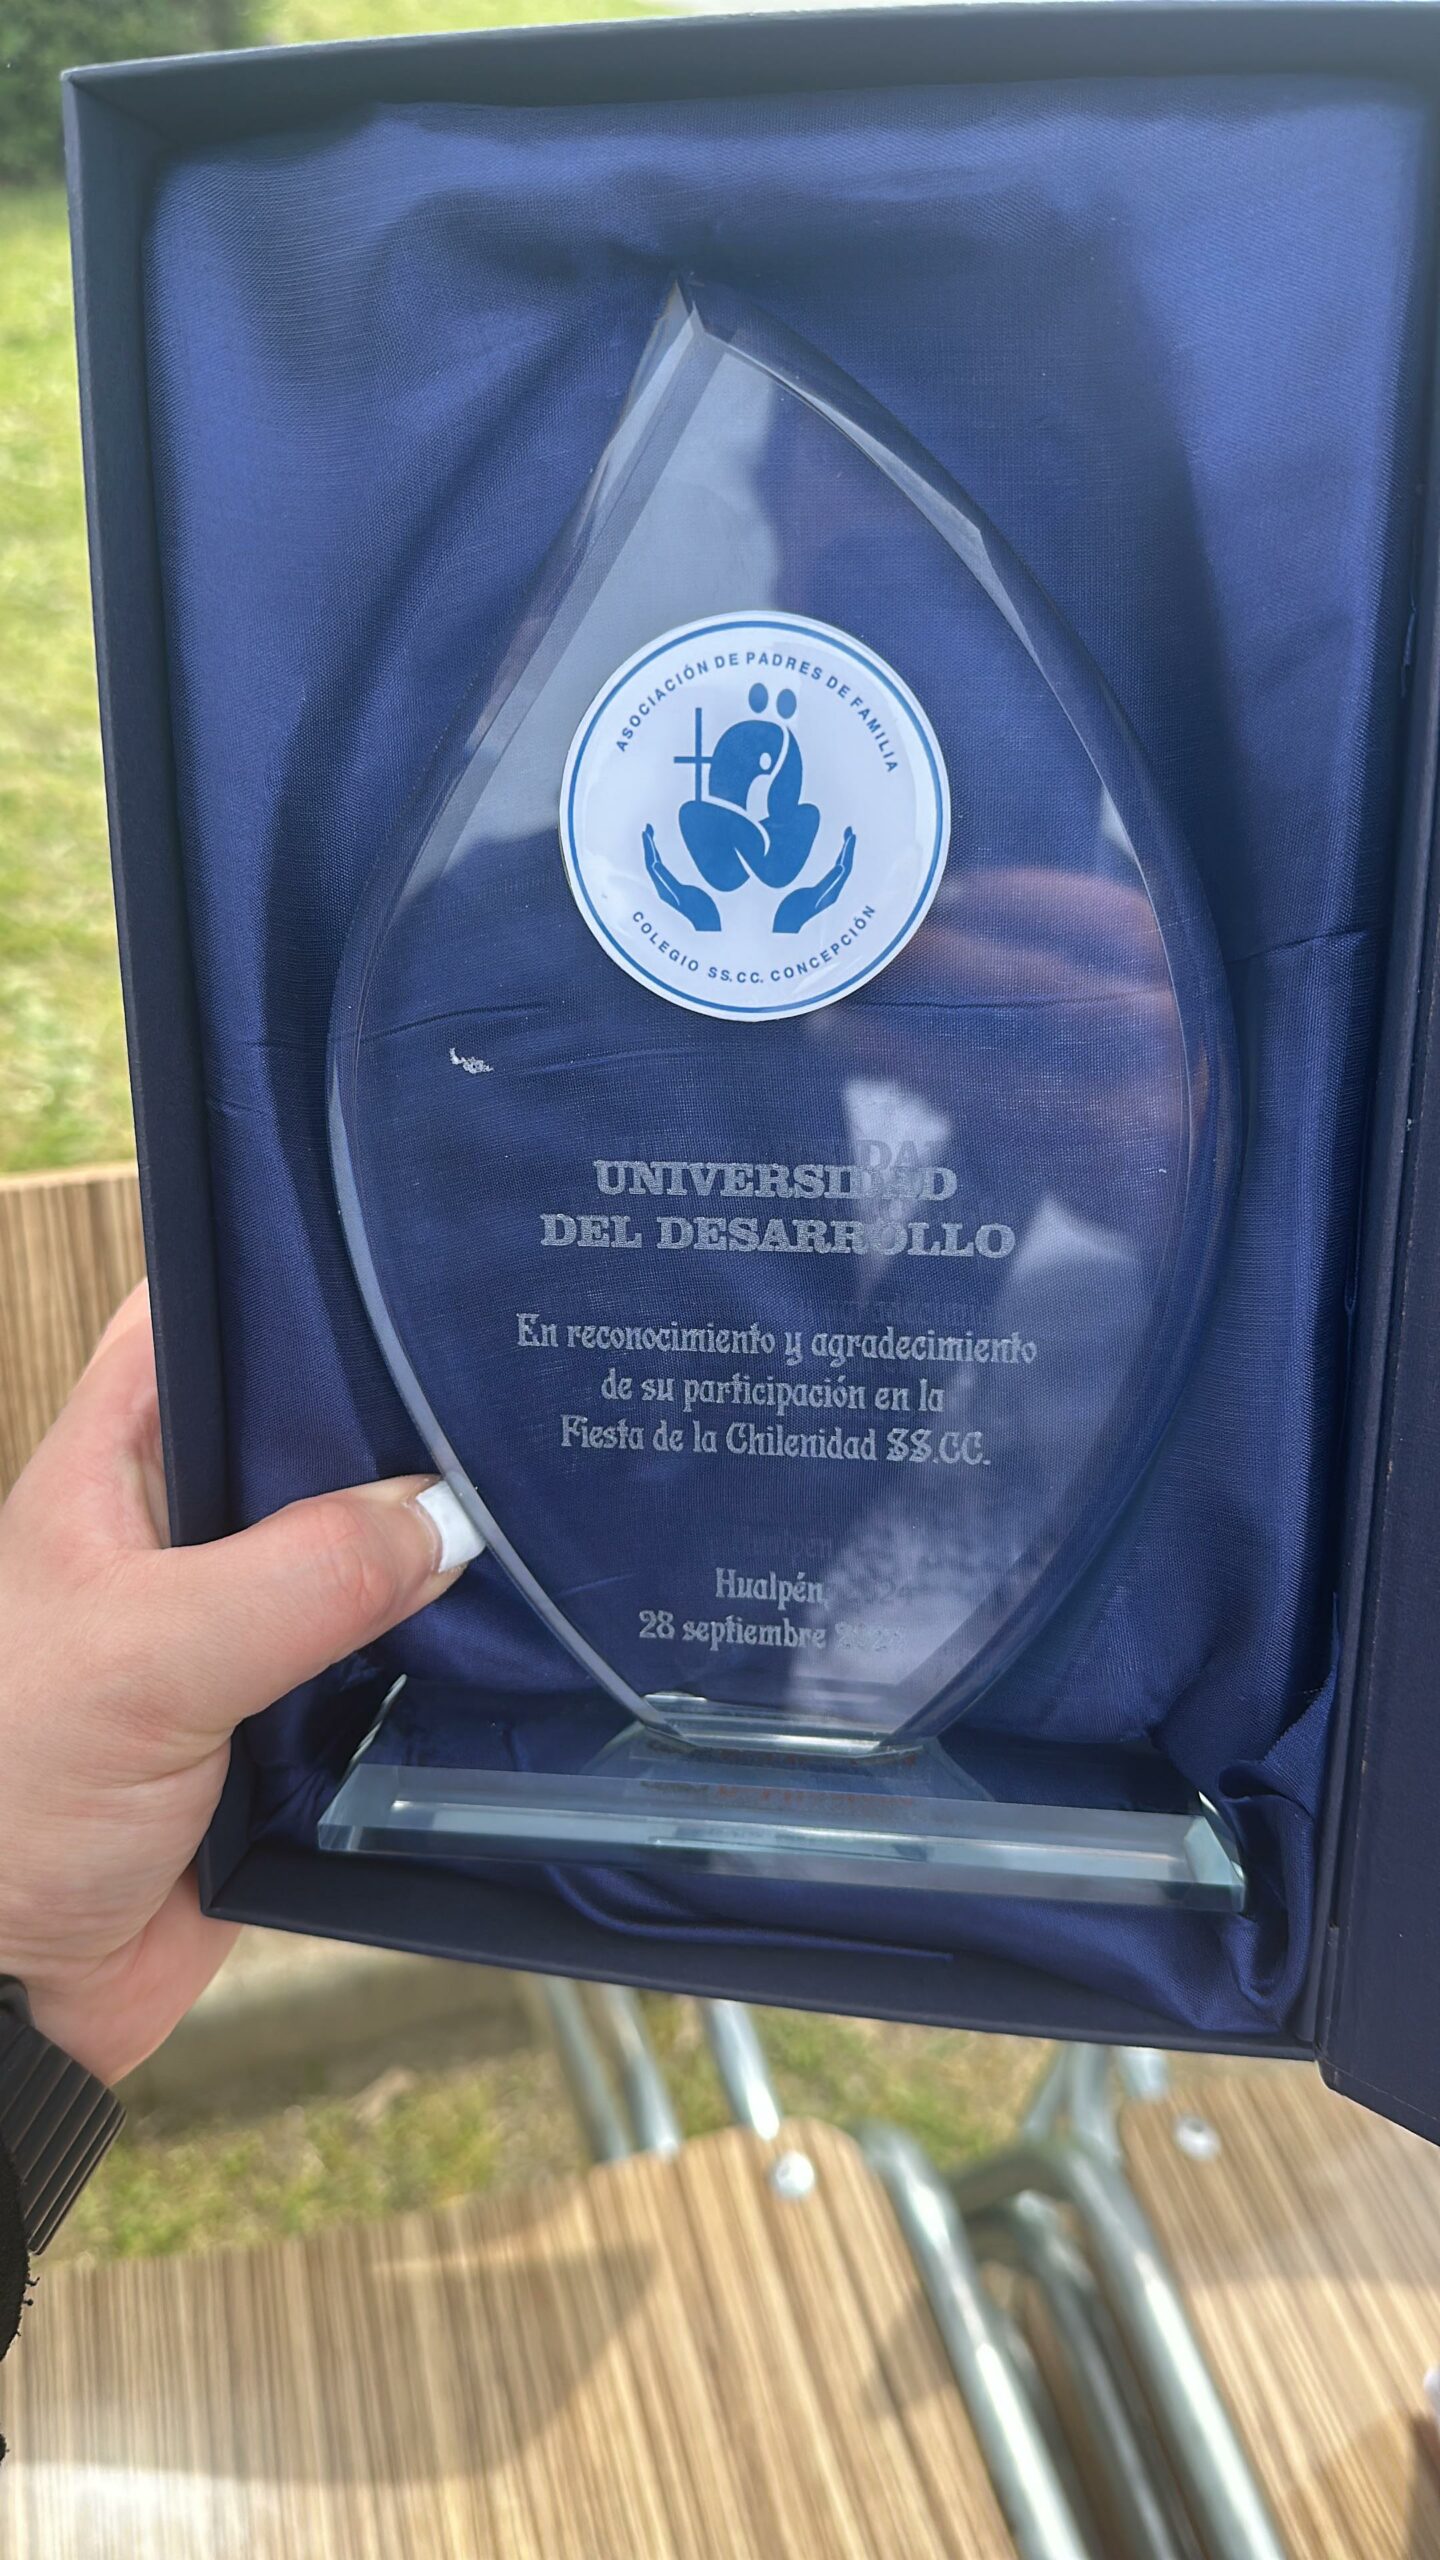 ASOCIACIÓN DE PADRES DE FAMILIA
COLEGIO SS.CC. CONCEPCIÓN
UNIVERSIDAD
DEL DESARROLLO
En reconocimiento y agradecimiento
de su participación en la
Fiesta de la Chilenidad SS.CC.
Hualpén,
28 septiembre